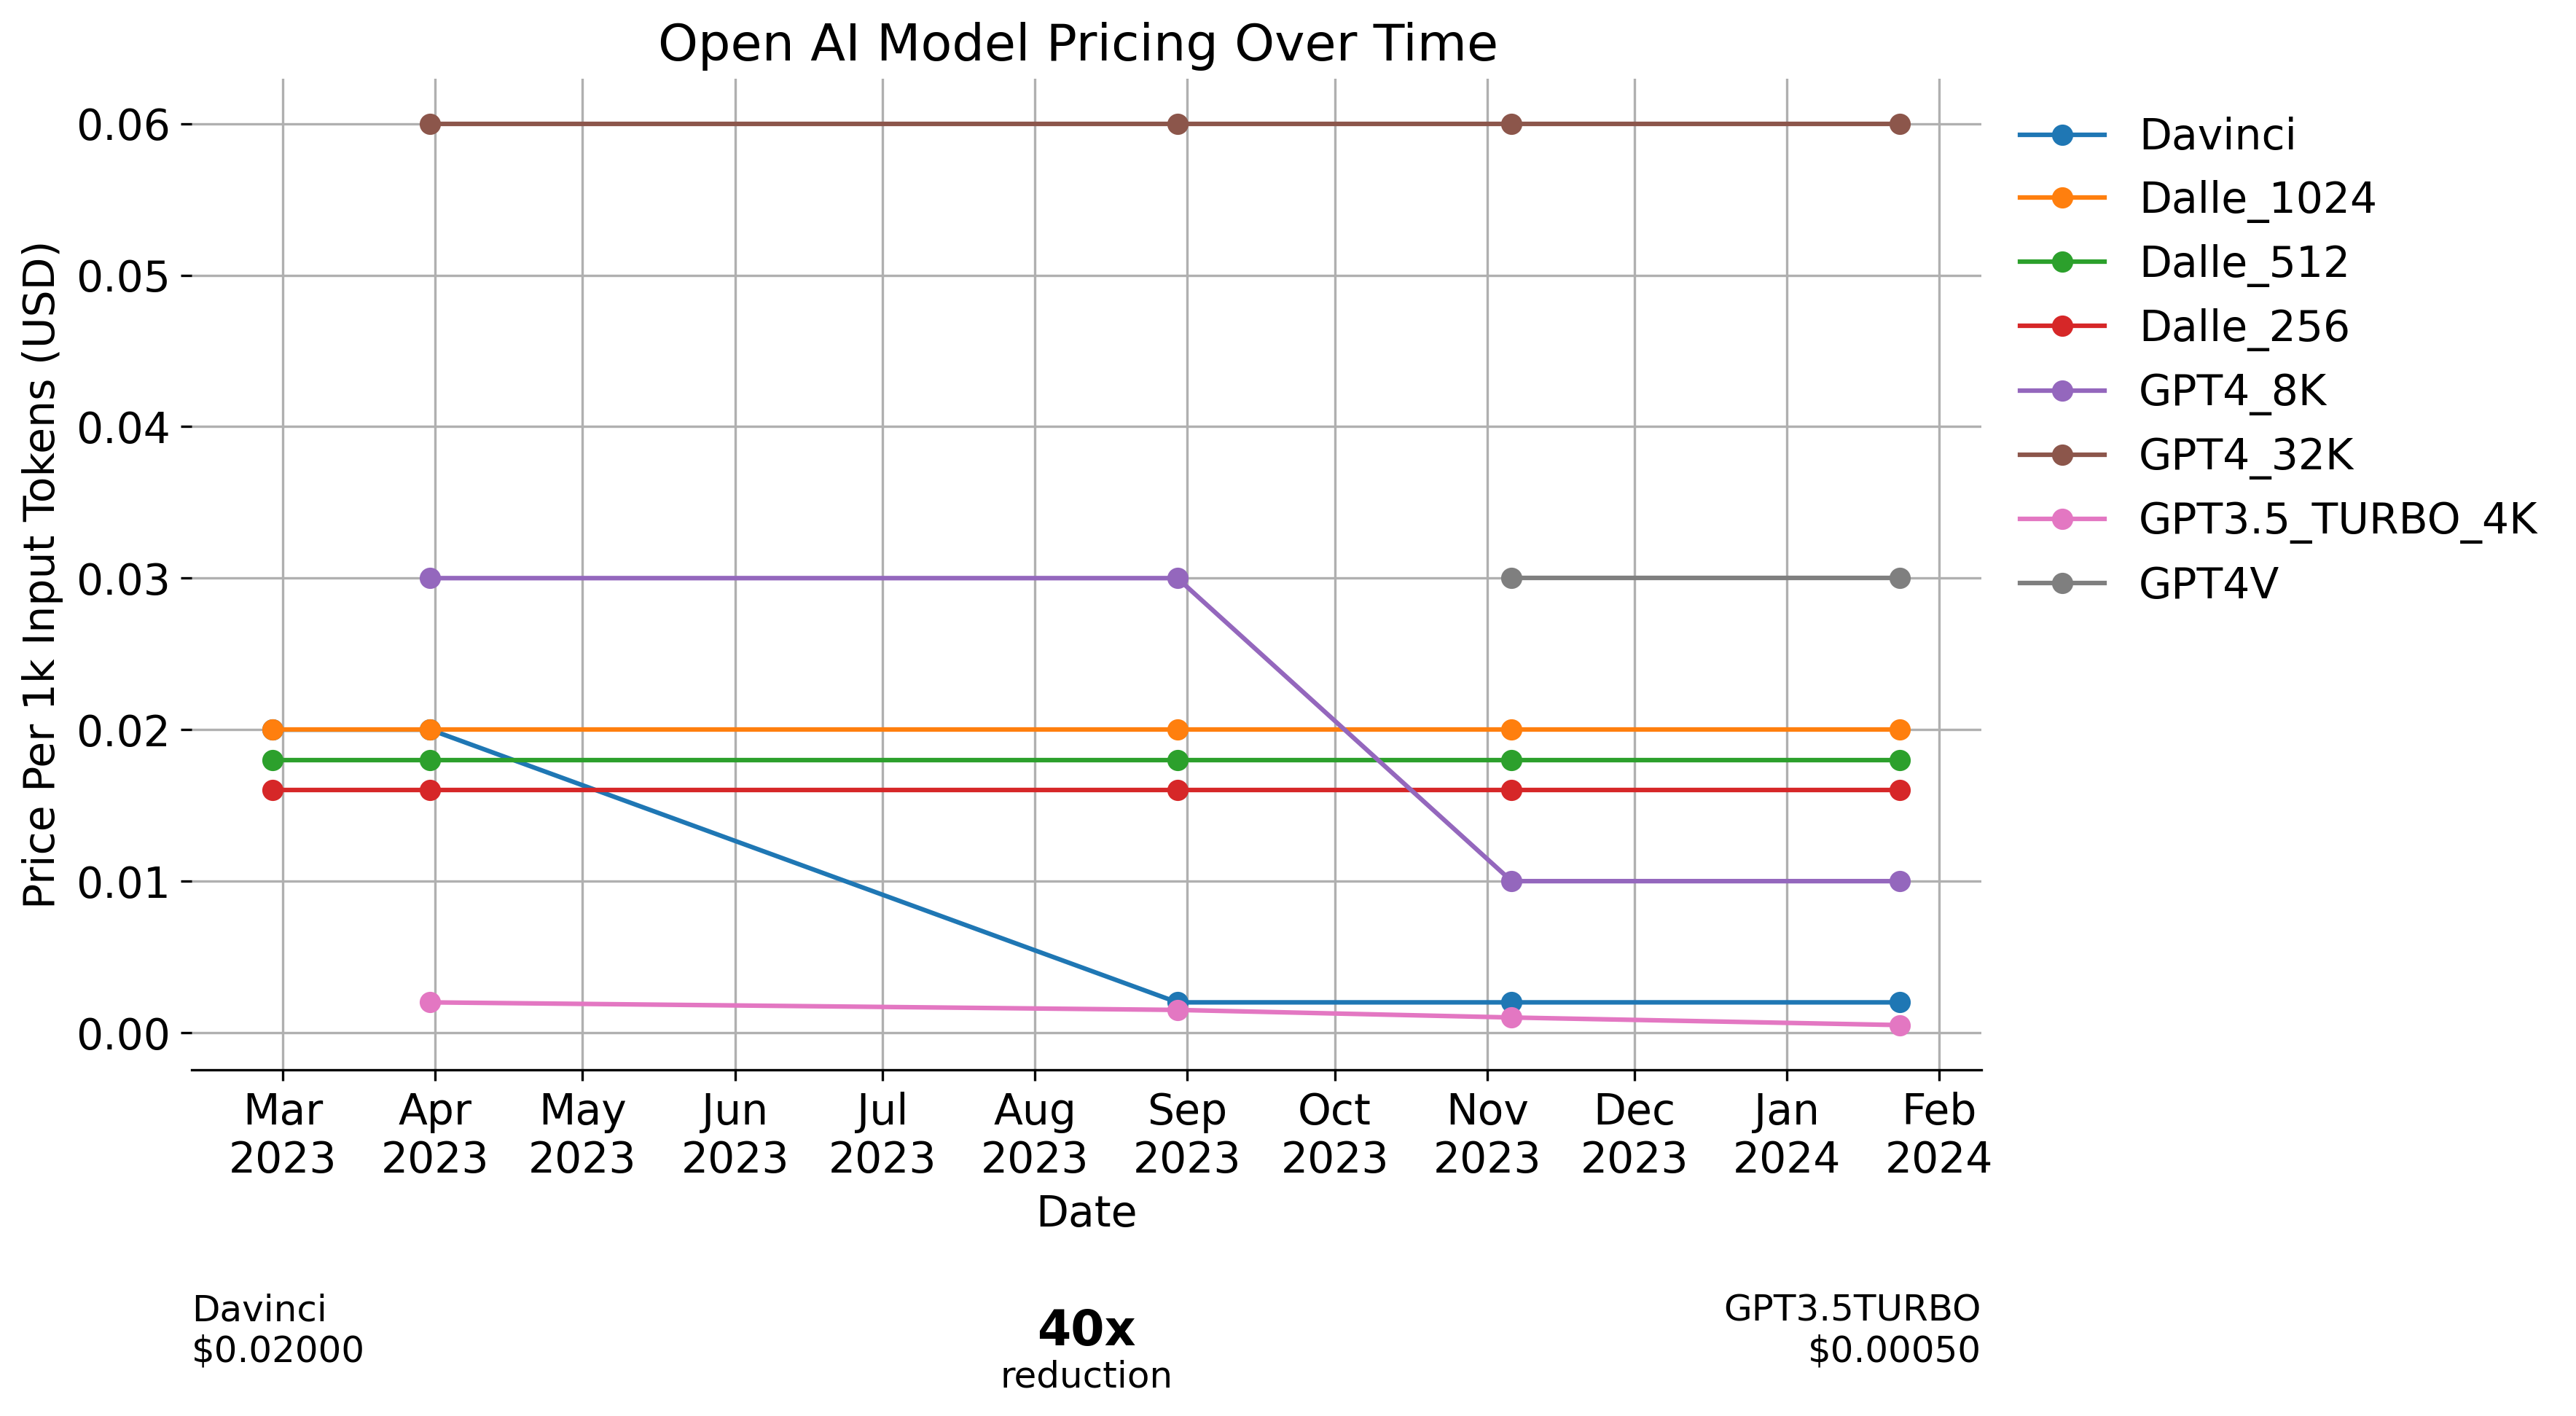 Open AI Model Pricing Over Time
Price Per 1k Input Tokens (USD)
0.06
0.05
0.04
0.03
0.02
0.01
0.00
Mar
2023
Apr
2023
May
2023
Jun
2023
Jul
2023
Aug
2023
Sep
2023
Oct
2023
Nov
2023
Dec
2023
Jan
2024
Feb
2024
Date
Davinci
Dalle_1024
Dalle_512
Dalle_256
GPT4_8K
GPT4_32K
GPT3.5_TURBO_4K
GPT4V
Davinci
$0.02000
40x
reduction
GPT3.5TURBO
$0.00050